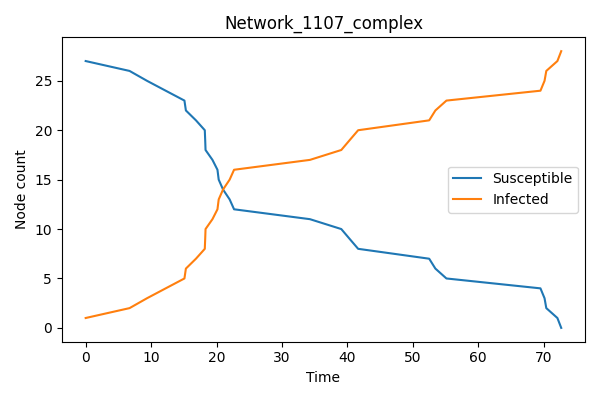 Network_1107_complex
Node count
25
20
15
10
5
0
Susceptible
Infected
0 10 20 30 40 50 60 70
Time